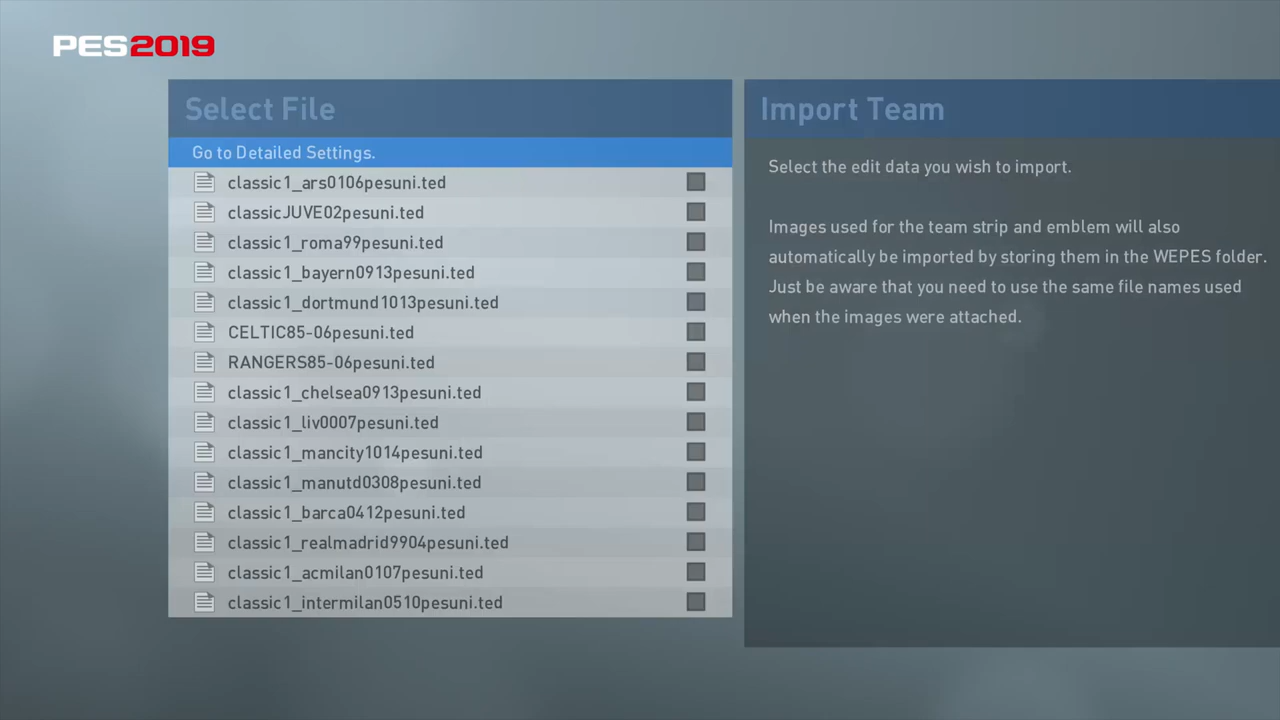 PES2019
Select File
Go to Detailed Settings.
classic1_ars0106pesuni.ted
classicJUVE02pesuni.ted
classic1_roma99pesuni.ted
classic1_bayern0913pesuni.ted
classic1_dortmund1013pesuni.ted
CELTIC85-06pesuni.ted
RANGERS85-06pesuni.ted
classic1_chelsea0913pesuni.ted
classic1_liv0007pesuni.ted
classic1_mancity1014pesuni.ted
classic1_manutd0308pesuni.ted
classic1_barca0412pesuni.ted
classic1_realmadrid9904pesuni.ted
classic1_acmilan0107pesuni.ted
classic1_intermilan0510pesuni.ted
Import Team
Select the edit data you wish to import.
Images used for the team strip and emblem will also
automatically be imported by storing them in the WEPES folder.
Just be aware that you need to use the same file names used
when the images were attached.